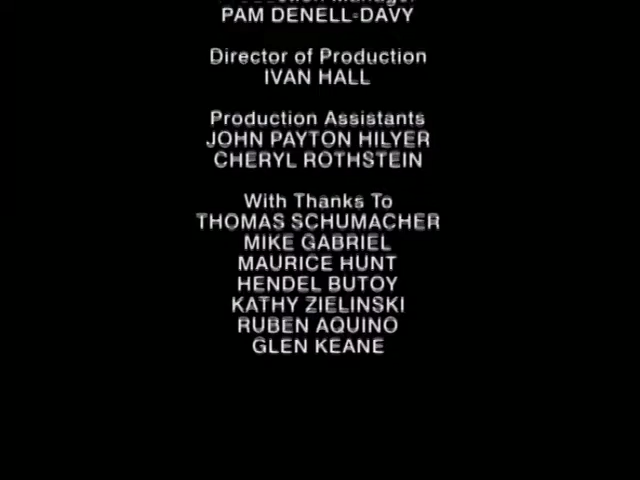 PAM DENELL-DAVY
Director of Production
IVAN HALL
Production Assistants
JOHN PAYTON HILYER
CHERYL ROTHSTEIN
With Thanks To
THOMAS SCHUMACHER
MIKE GABRIEL
MAURICE HUNT
HENDEL BUTOY
KATHY ZIELINSKI
RUBEN AQUINO
GLEN KEANE